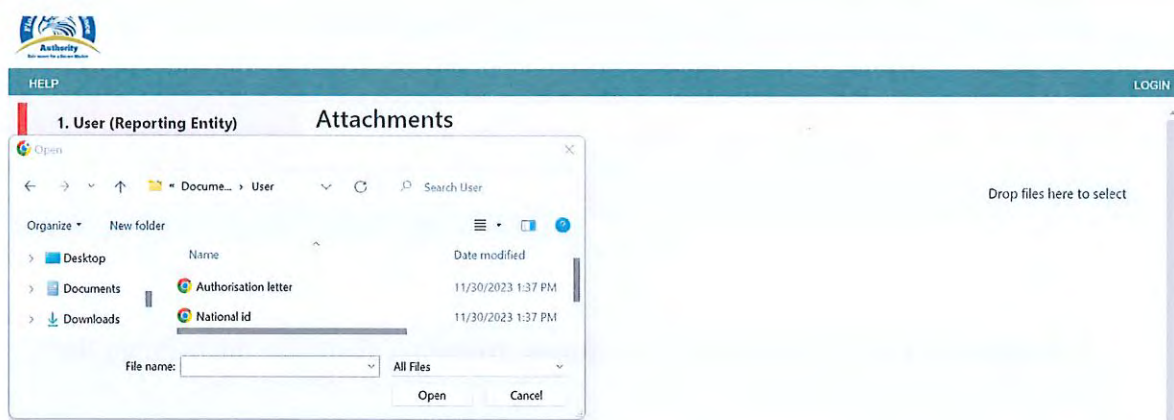 Authority
HELP
LOGIN
1. User (Reporting Entity)
Attachments
Open
« Docume... › User
Search User
Drop files here to select
Organize
New folder
Name
Date modified
Desktop
Documents
Downloads
Authorisation letter
11/30/2023 1:37 PM
National id
11/30/2023 1:37 PM
File name:
All Files
Open
Cancel